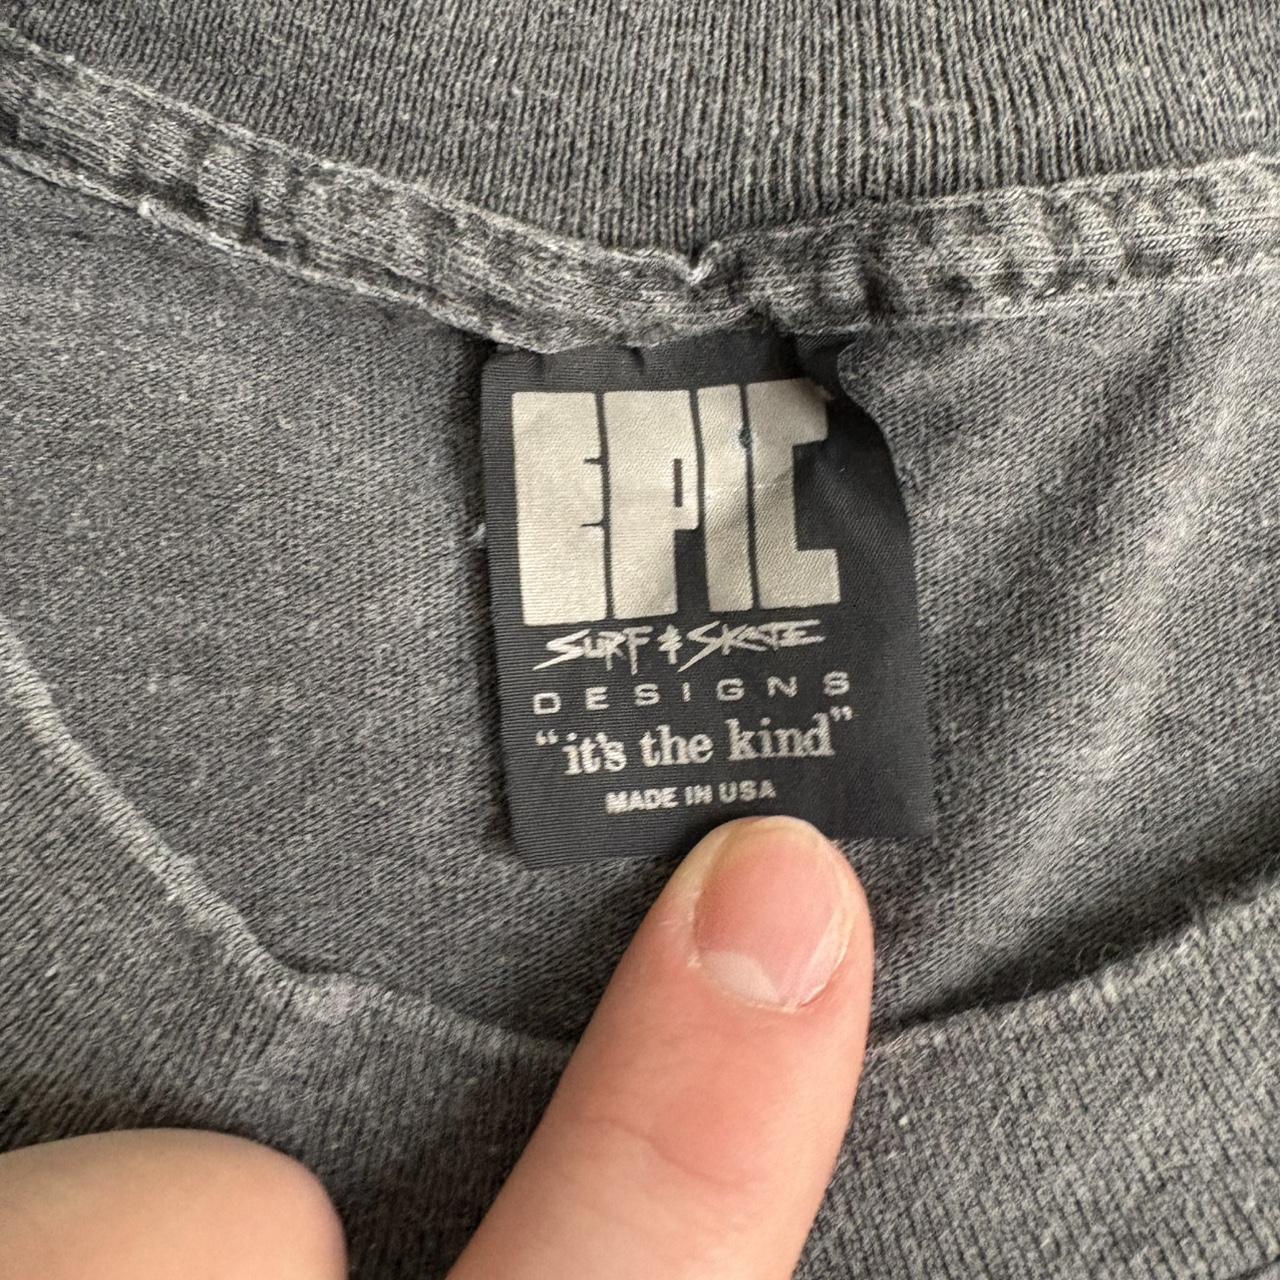 EPIC
SURF & SKATE
DESIGNS
“it's the kind”
MADE IN USA